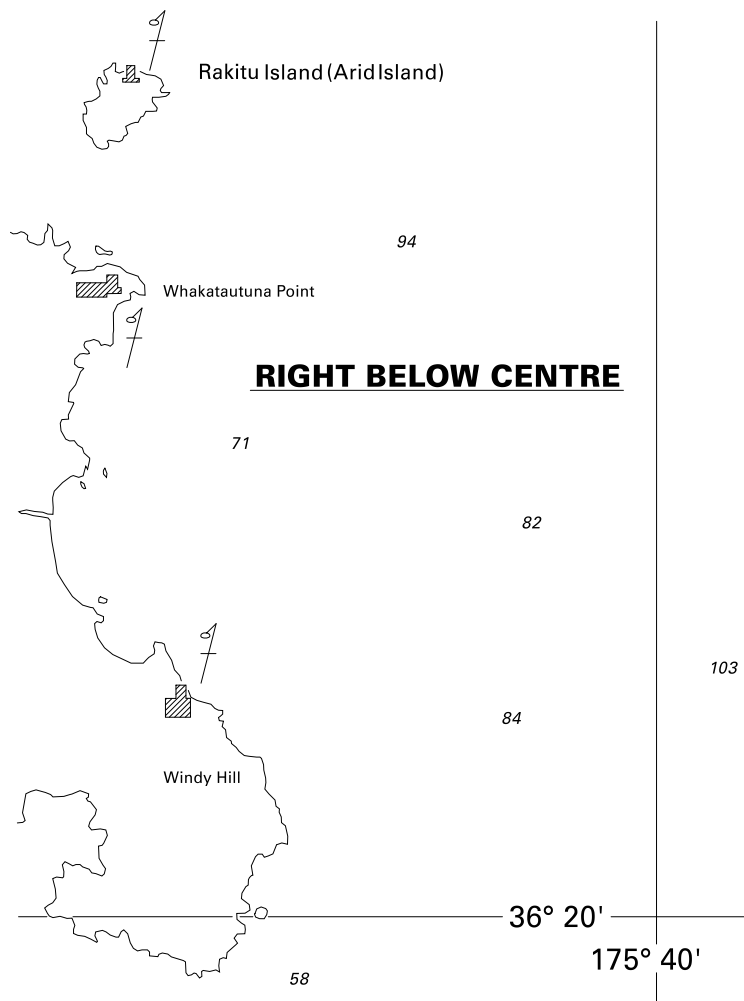 Rakitu Island (Arid Island)
94
Whakatautuna Point
RIGHT BELOW CENTRE
71
82
103
84
Windy Hill
36° 20'
175° 40'
58